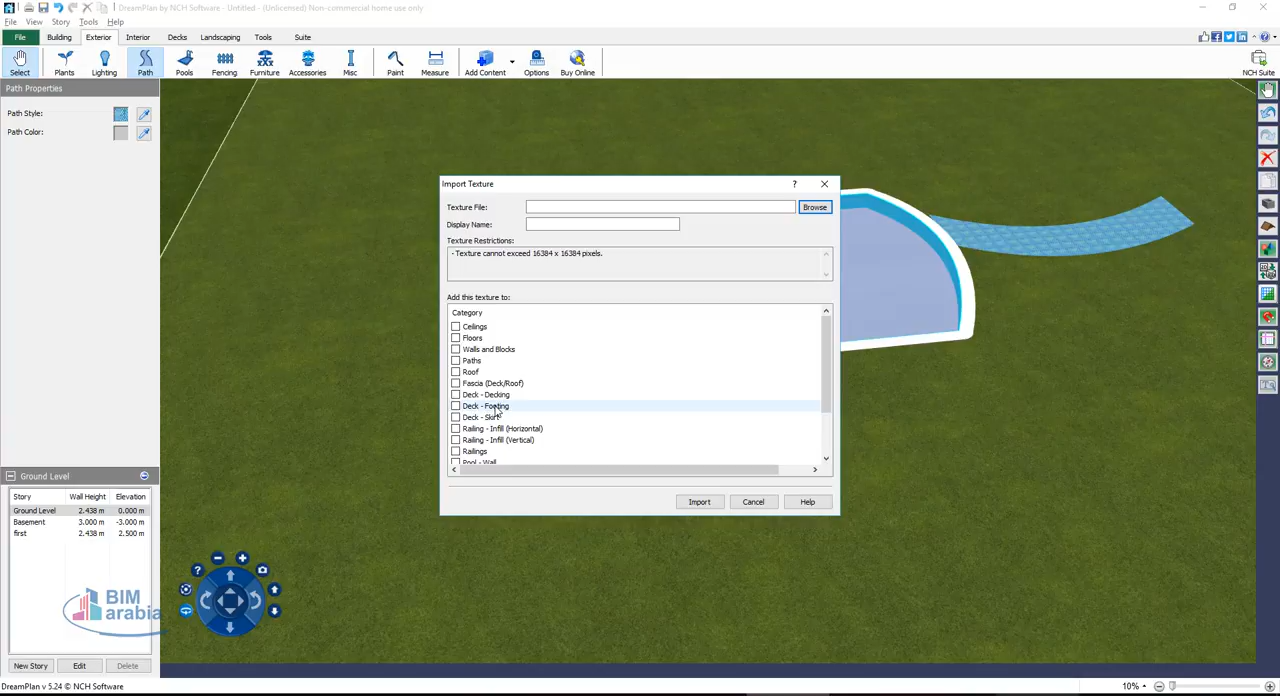 DreamPlan by NCH Software - Untitled - (Unlicensed) Non-commercial home use only
File View Story Tools Help
File Building Exterior Interior Decks Landscaping Tools Suite
Select Plants Lighting Path Pools Fencing Furniture Accessories Misc Paint Measure Add Content Options Buy Online NCH Suite
Path Properties
Path Style:
Path Color:
Import Texture
Texture File: Browse
Display Name:
Texture Restrictions:
- Texture cannot exceed 16384 x 16384 pixels.
Add this texture to:
Category
Ceilings
Floors
Walls and Blocks
Paths
Roof
Fascia (Deck/Roof)
Deck - Decking
Deck - Footing
Deck - Skirt
Railing - Infill (Horizontal)
Railing - Infill (Vertical)
Railings
Pool - Wall
Import Cancel Help
Ground Level
Story Wall Height Elevation
Ground Level 2.438 m 0.000 m
Basement 3.000 m -3.000 m
first 2.438 m 2.500 m
BIM
arabia
New Story Edit Delete
DreamPlan v 5.24 © NCH Software
10%